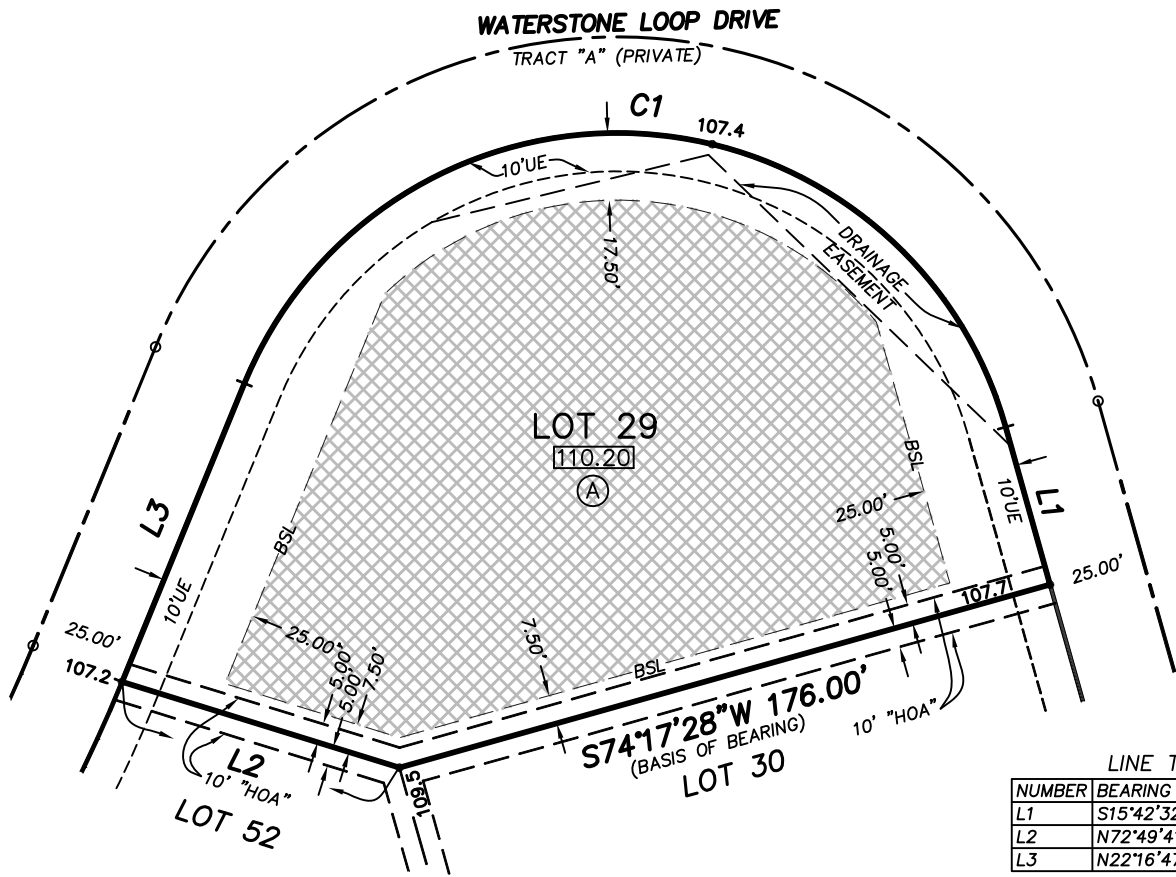 WATERSTONE LOOP DRIVE
TRACT "A" (PRIVATE)
C1
107.4
10'UE
DRAINAGE
EASEMENT
17.50'
LOT 29
110.20
A
BSL
25.00'
L1
10'UE
5.00'
5.00'
L3
BSL
10'UE
25.00'
107.2
25.00'
5.00'
5.00'
7.50'
7.50'
BSL
107.7
25.00'
S74°17'28"W 176.00'
(BASIS OF BEARING)
LOT 30
10' "HOA"
L2
10' "HOA"
LOT 52
109.5
LINE T
NUMBER BEARING
L1 S15°42'32
L2 N72°49'4
L3 N22°16'47